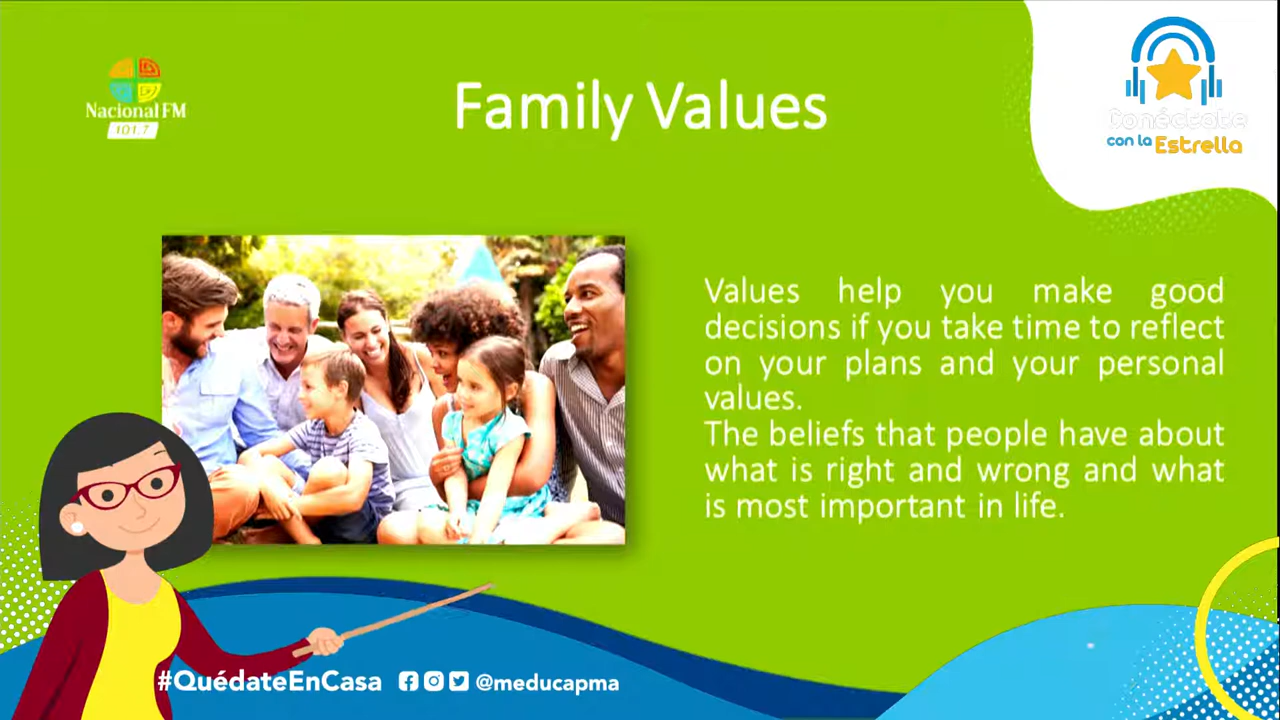 Nacional FM
101.7
Family Values
Conéctate
con la Estrella
Values help you make good
decisions if you take time to reflect
on your plans and your personal
values.
The beliefs that people have about
what is right and wrong and what
is most important in life.
#QuédateEnCasa @meducapma